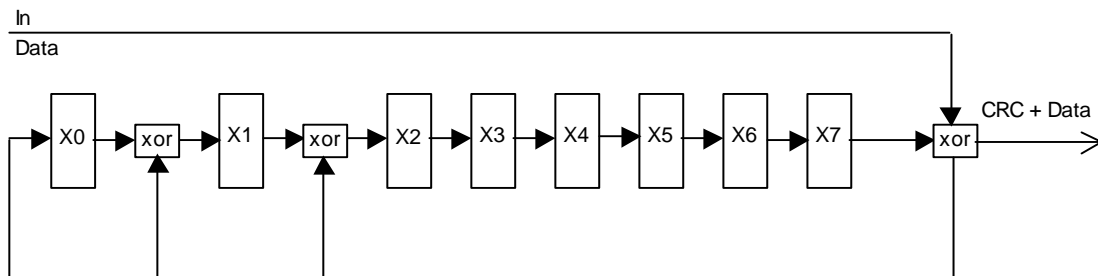 In
Data
CRC + Data
X0
xor
X1
xor
X2
X3
X4
X5
X6
X7
xor